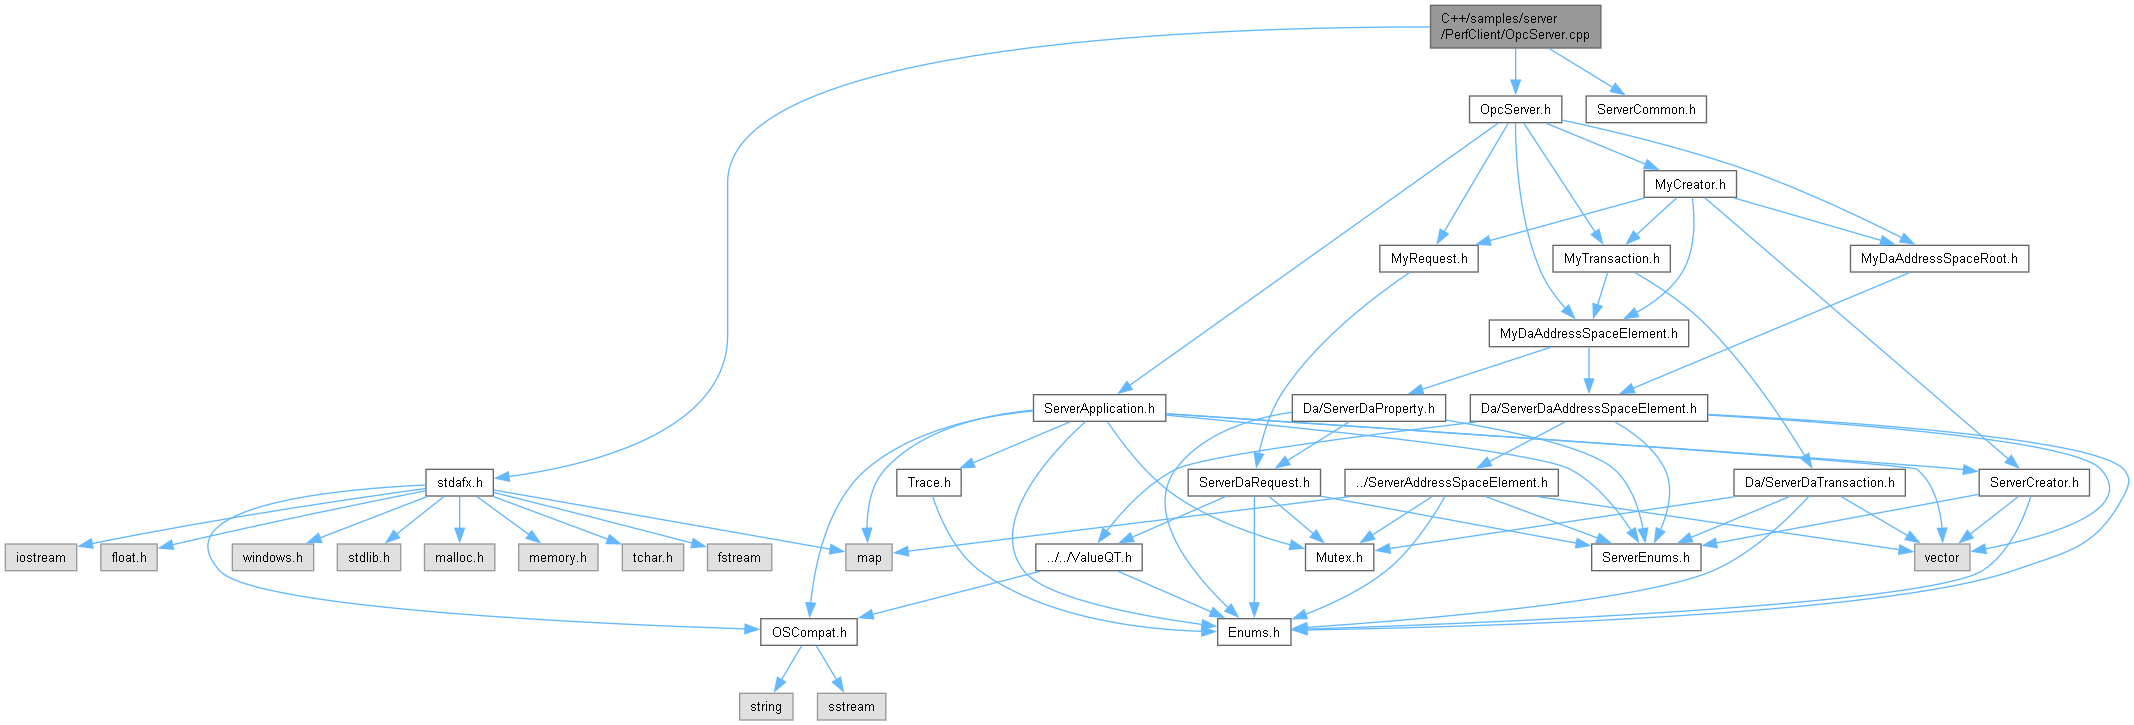 C++/samples/server
/PerfClient/OpcServer.cpp
OpcServer.h
ServerCommon.h
MyCreator.h
MyRequest.h
MyTransaction.h
MyDaAddressSpaceRoot.h
MyDaAddressSpaceElement.h
ServerApplication.h
Da/ServerDaProperty.h
Da/ServerDaAddressSpaceElement.h
stdafx.h
Trace.h
ServerDaRequest.h
../ServerAddressSpaceElement.h
Da/ServerDaTransaction.h
ServerCreator.h
iostream
float.h
windows.h
stdlib.h
malloc.h
memory.h
tchar.h
fstream
map
../../ValueQT.h
Mutex.h
ServerEnums.h
vector
OSCompat.h
Enums.h
string
sstream